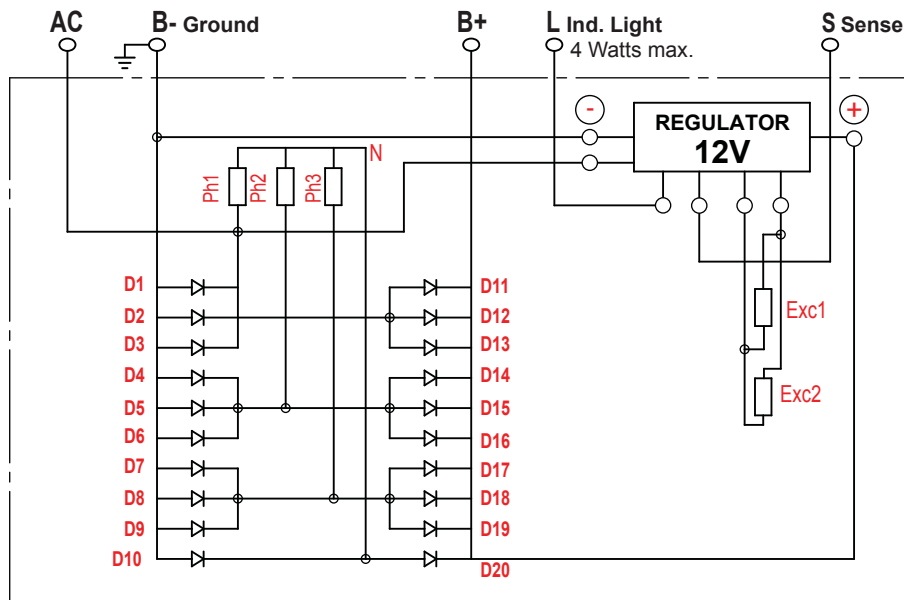 AC
B- Ground
B+
L Ind. Light
4 Watts max.
S Sense
-
+
REGULATOR
12V
N
Ph1
Ph2
Ph3
D1
D11
D2
D12
D3
D13
D4
D14
D5
D15
D6
D16
D7
D17
D8
D18
D9
D19
D10
D20
Exc1
Exc2